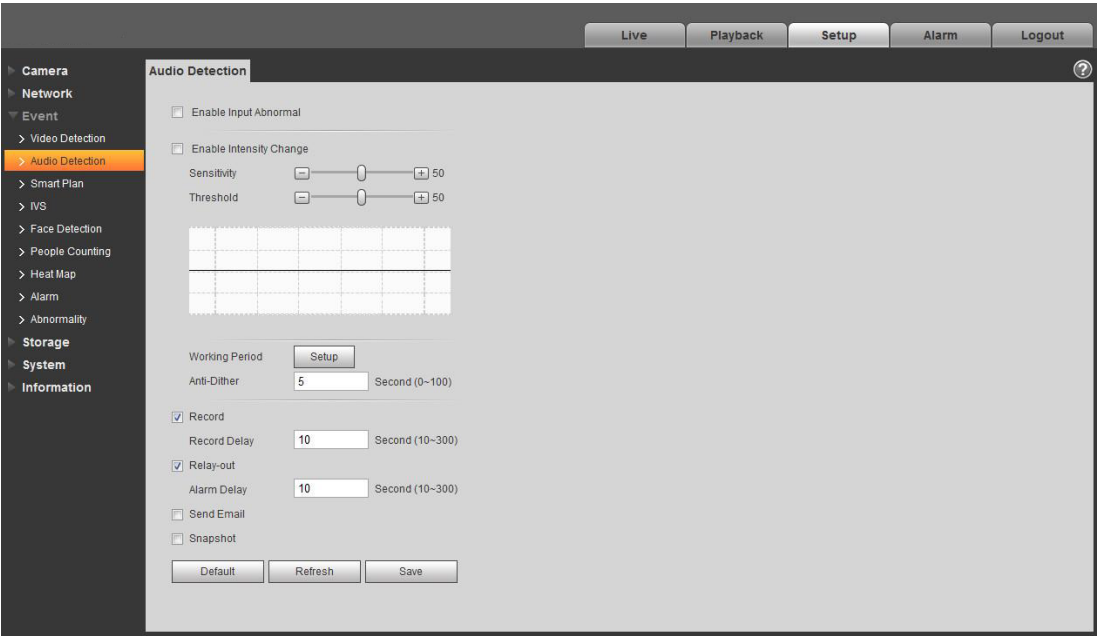 Live Playback Setup Alarm Logout
Camera
Network
Event
Video Detection
Audio Detection
Smart Plan
IVS
Face Detection
People Counting
Heat Map
Alarm
Abnormality
Storage
System
Information
Audio Detection
?
Enable Input Abnormal
Enable Intensity Change
Sensitivity - + 50
Threshold - + 50
Working Period Setup
Anti-Dither 5 Second (0~100)
Record
Record Delay 10 Second (10~300)
Relay-out
Alarm Delay 10 Second (10~300)
Send Email
Snapshot
Default Refresh Save